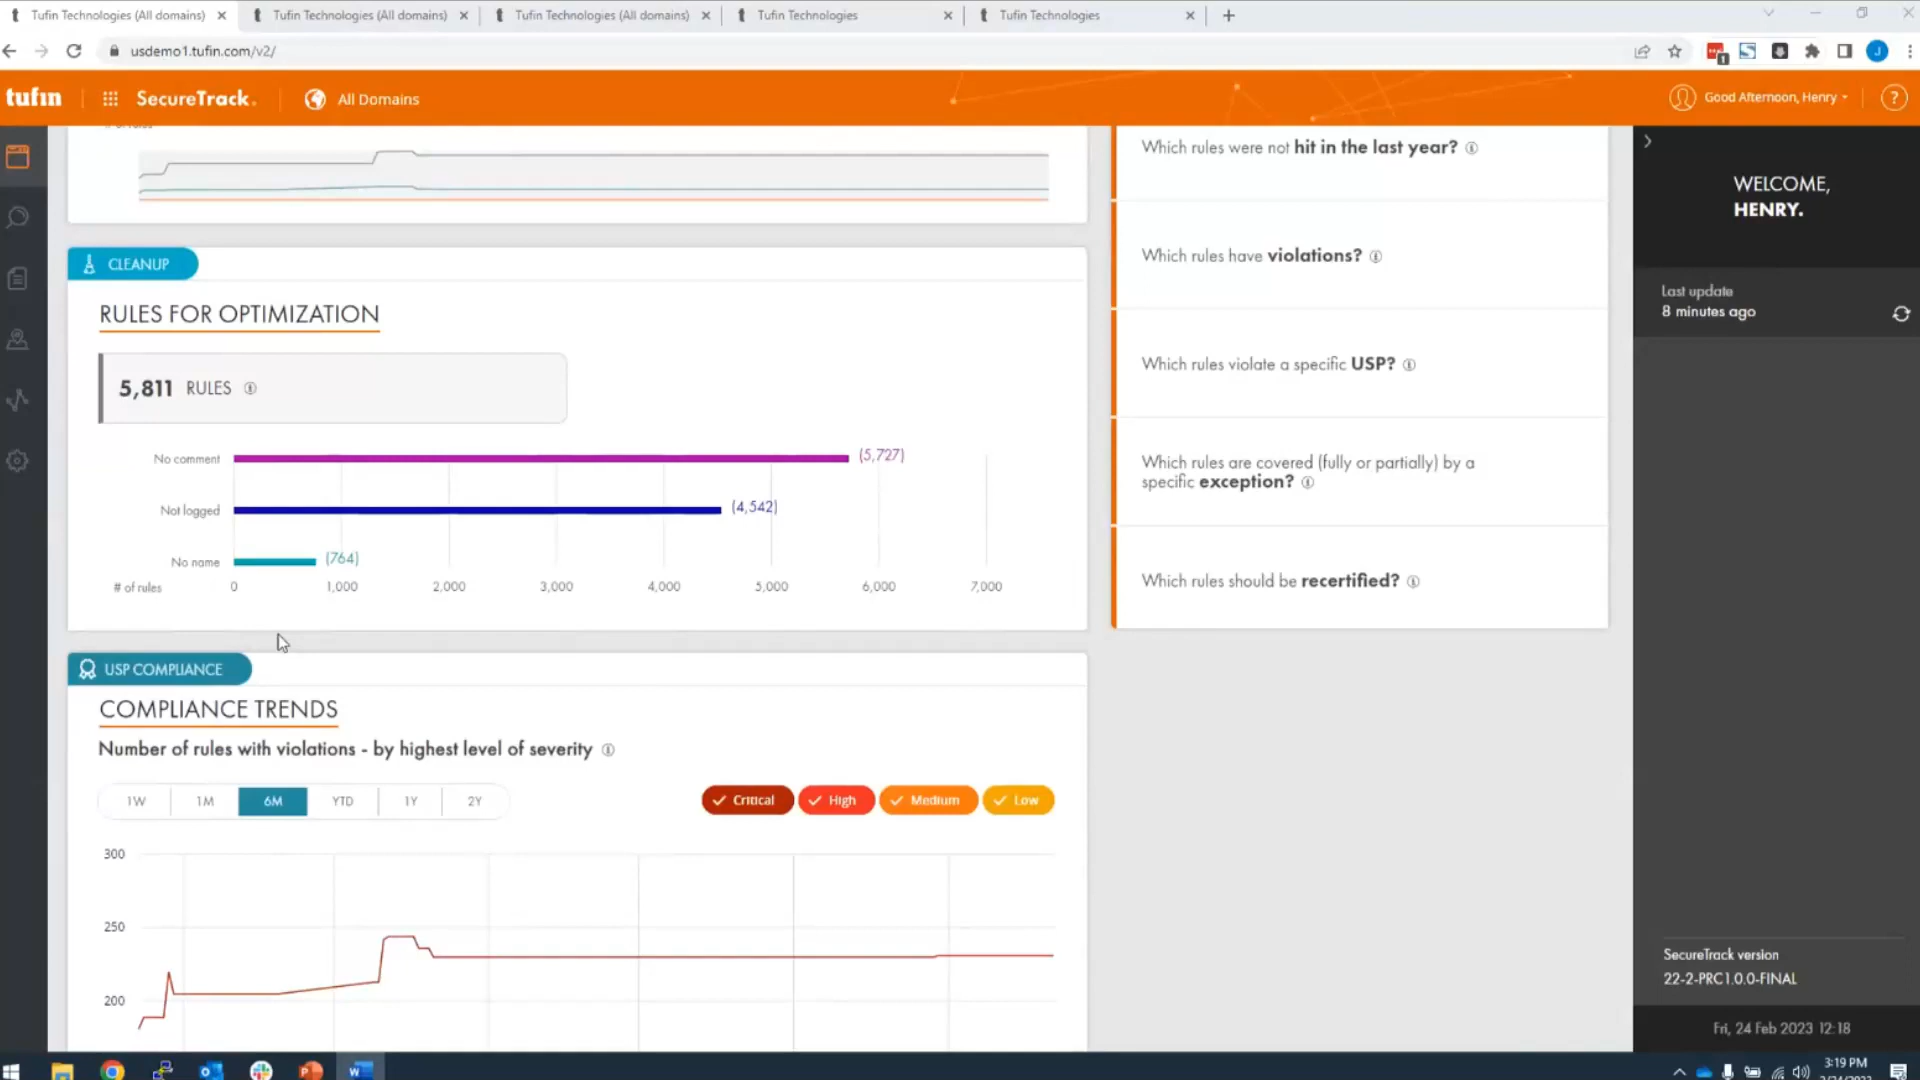 Tufin Technologies (All domains)
Tufin Technologies (All domains)
Tufin Technologies (All domains)
Tufin Technologies
Tufin Technologies
usdemo1.tufin.com/v2/
1
J
tufin
SecureTrack.
All Domains
Good Afternoon, Henry
?
Which rules were not hit in the last year?
Which rules have violations?
Which rules violate a specific USP?
Which rules are covered (fully or partially) by a
specific exception?
Which rules should be recertified?
WELCOME,
HENRY.
Last update
8 minutes ago
SecureTrack version
22-2-PRC1.0.0-FINAL
Fri, 24 Feb 2023 12:18
CLEANUP
RULES FOR OPTIMIZATION
5,811 RULES
No comment
(5,727)
Not logged
(4,542)
No name
(764)
# of rules
0
1,000
2,000
3,000
4,000
5,000
6,000
7,000
USP COMPLIANCE
COMPLIANCE TRENDS
Number of rules with violations - by highest level of severity
1W
1M
6M
YTD
1Y
2Y
Critical
High
Medium
Low
300
250
200
3:19 PM